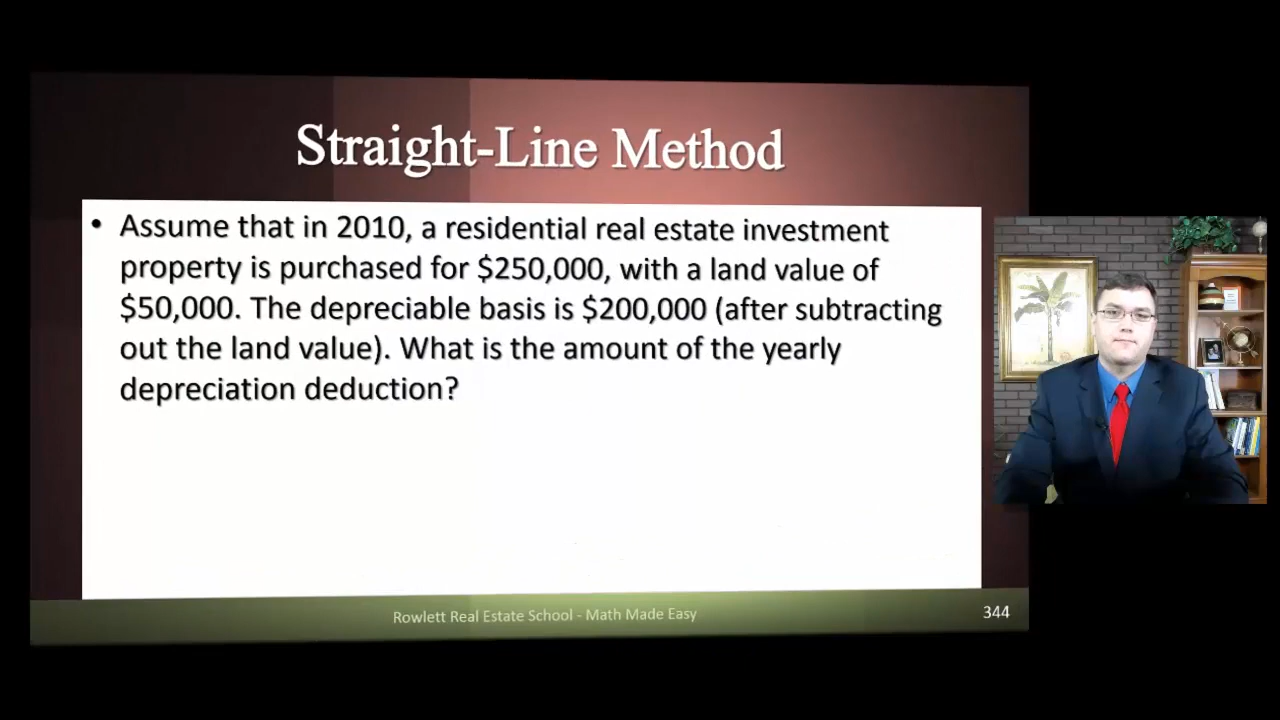 Straight-Line Method
• Assume that in 2010, a residential real estate investment
property is purchased for $250,000, with a land value of
$50,000. The depreciable basis is $200,000 (after subtracting
out the land value). What is the amount of the yearly
depreciation deduction?
Rowlett Real Estate School - Math Made Easy
344